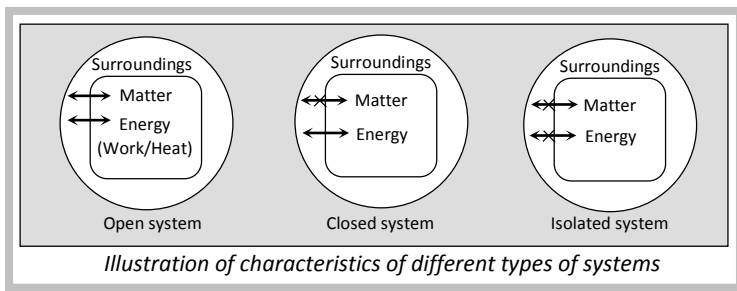 Surroundings
Matter
Energy
(Work/Heat)
Open system
Surroundings
Matter
Energy
Closed system
Surroundings
Matter
Energy
Isolated system
Illustration of characteristics of different types of systems